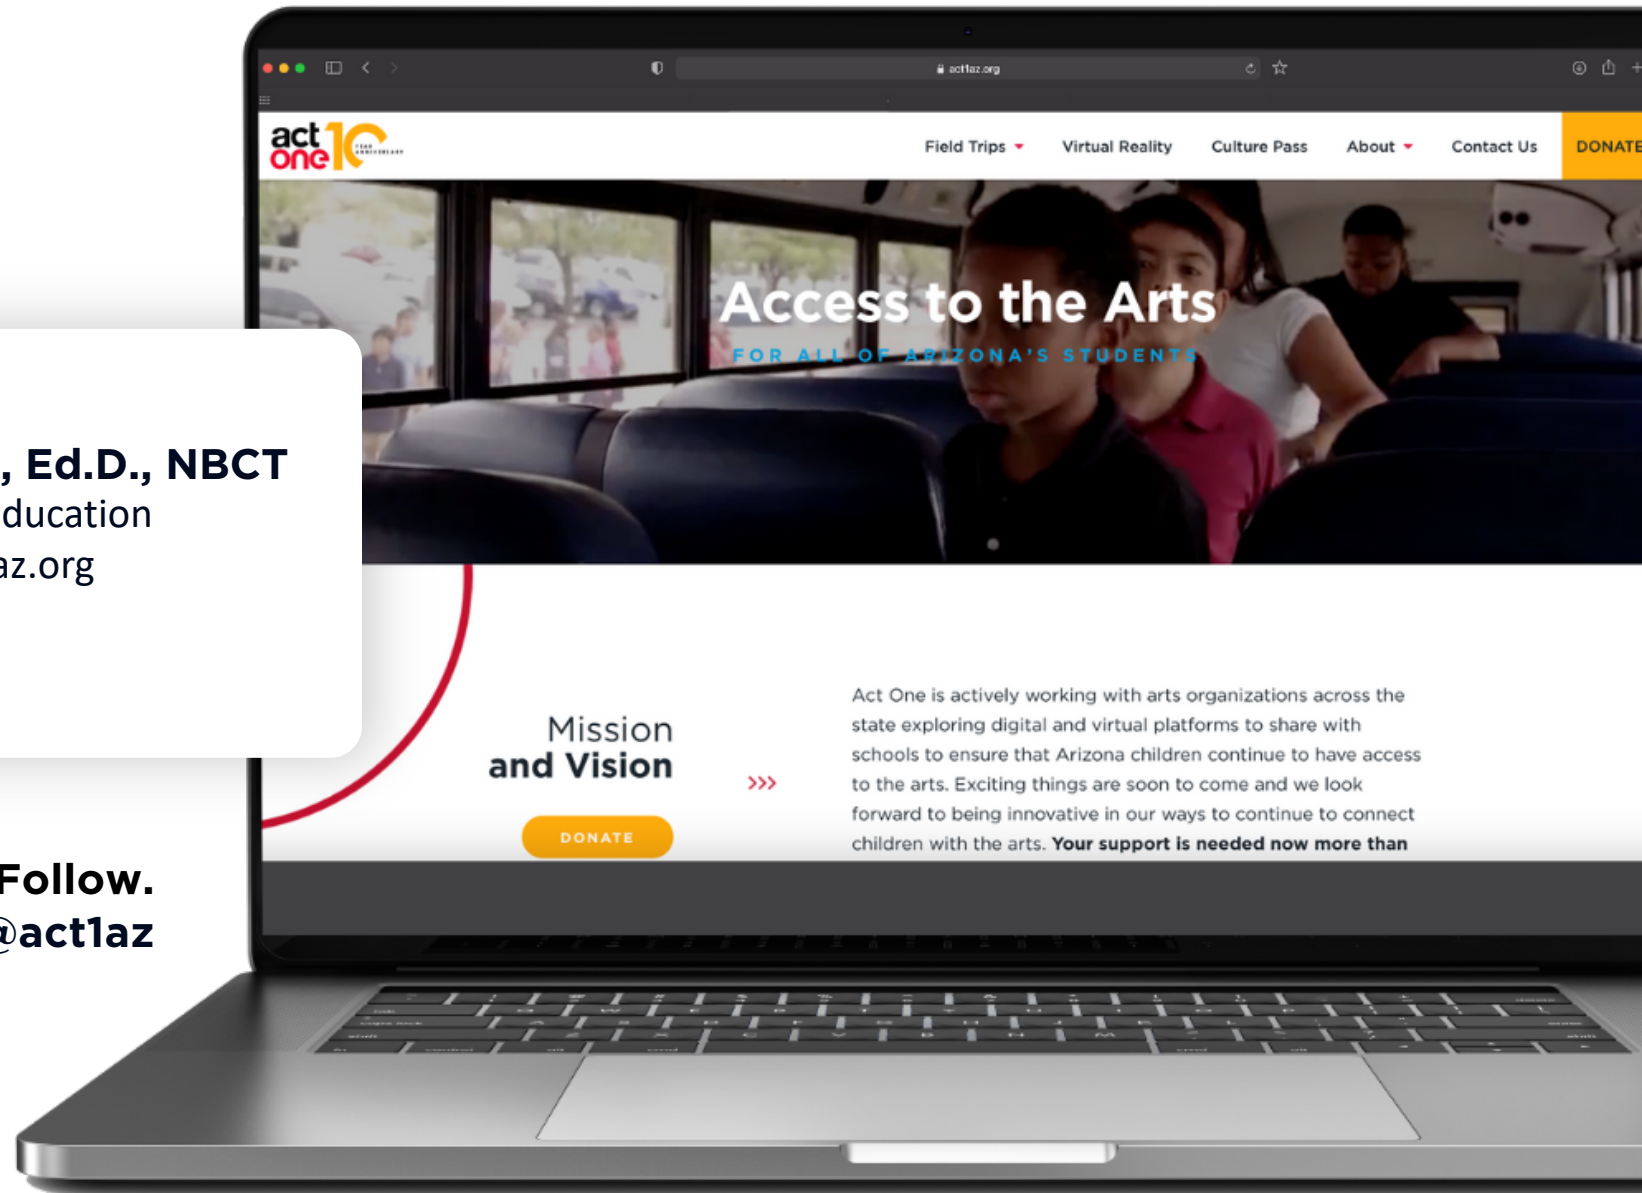 act1az.org
act
one
10
YEAR
ANNIVERSARY
Field Trips
Virtual Reality
Culture Pass
About
Contact Us
DONATE
Access to the Arts
FOR ALL OF ARIZONA'S STUDENTS
, Ed.D., NBCT
ducation
az.org
Mission
and Vision
>>>
DONATE
Act One is actively working with arts organizations across the
state exploring digital and virtual platforms to share with
schools to ensure that Arizona children continue to have access
to the arts. Exciting things are soon to come and we look
forward to being innovative in our ways to continue to connect
children with the arts. Your support is needed now more than
Follow.
@act1az